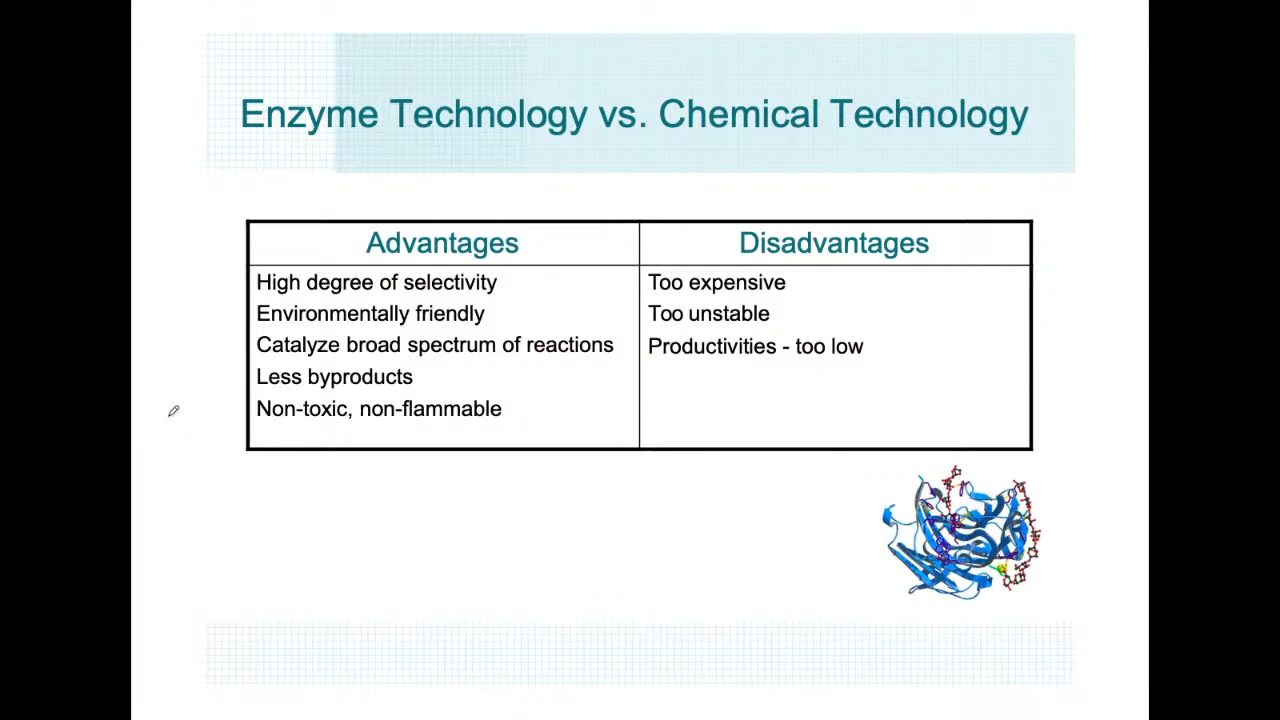 Enzyme Technology vs. Chemical Technology
Advantages
High degree of selectivity
Environmentally friendly
Catalyze broad spectrum of reactions
Less byproducts
Non-toxic, non-flammable
Disadvantages
Too expensive
Too unstable
Productivities - too low